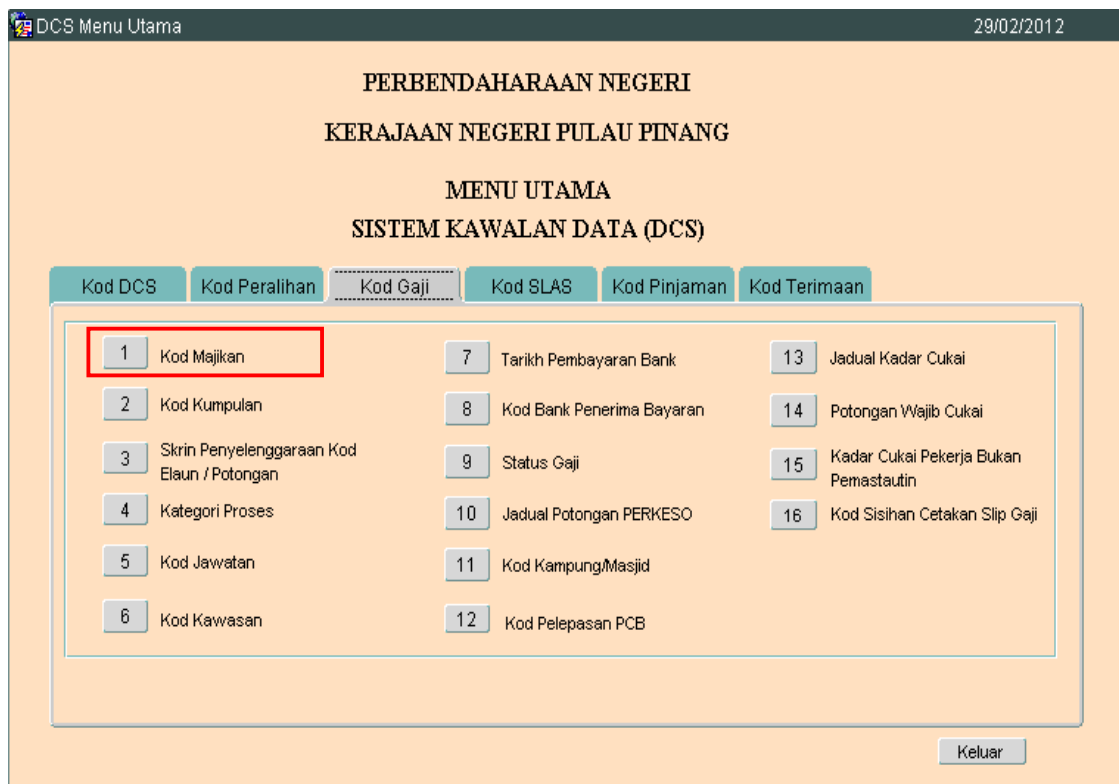 DCS Menu Utama 29/02/2012
PERBENDAHARAAN NEGERI
KERAJAAN NEGERI PULAU PINANG
MENU UTAMA
SISTEM KAWALAN DATA (DCS)
Kod DCS Kod Peralihan Kod Gaji Kod SLAS Kod Pinjaman Kod Terimaan
1 Kod Majikan
2 Kod Kumpulan
3 Skrin Penyelenggaraan Kod
Elaun / Potongan
4 Kategori Proses
5 Kod Jawatan
6 Kod Kawasan
7 Tarikh Pembayaran Bank
8 Kod Bank Penerima Bayaran
9 Status Gaji
10 Jadual Potongan PERKESO
11 Kod Kampung/Masjid
12 Kod Pelepasan PCB
13 Jadual Kadar Cukai
14 Potongan Wajib Cukai
15 Kadar Cukai Pekerja Bukan
Pemastautin
16 Kod Sisihan Cetakan Slip Gaji
Keluar